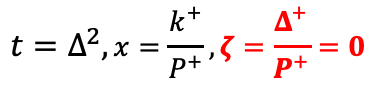 t = Δ², x = k⁺/P⁺, ζ = Δ⁺/P⁺ = 0